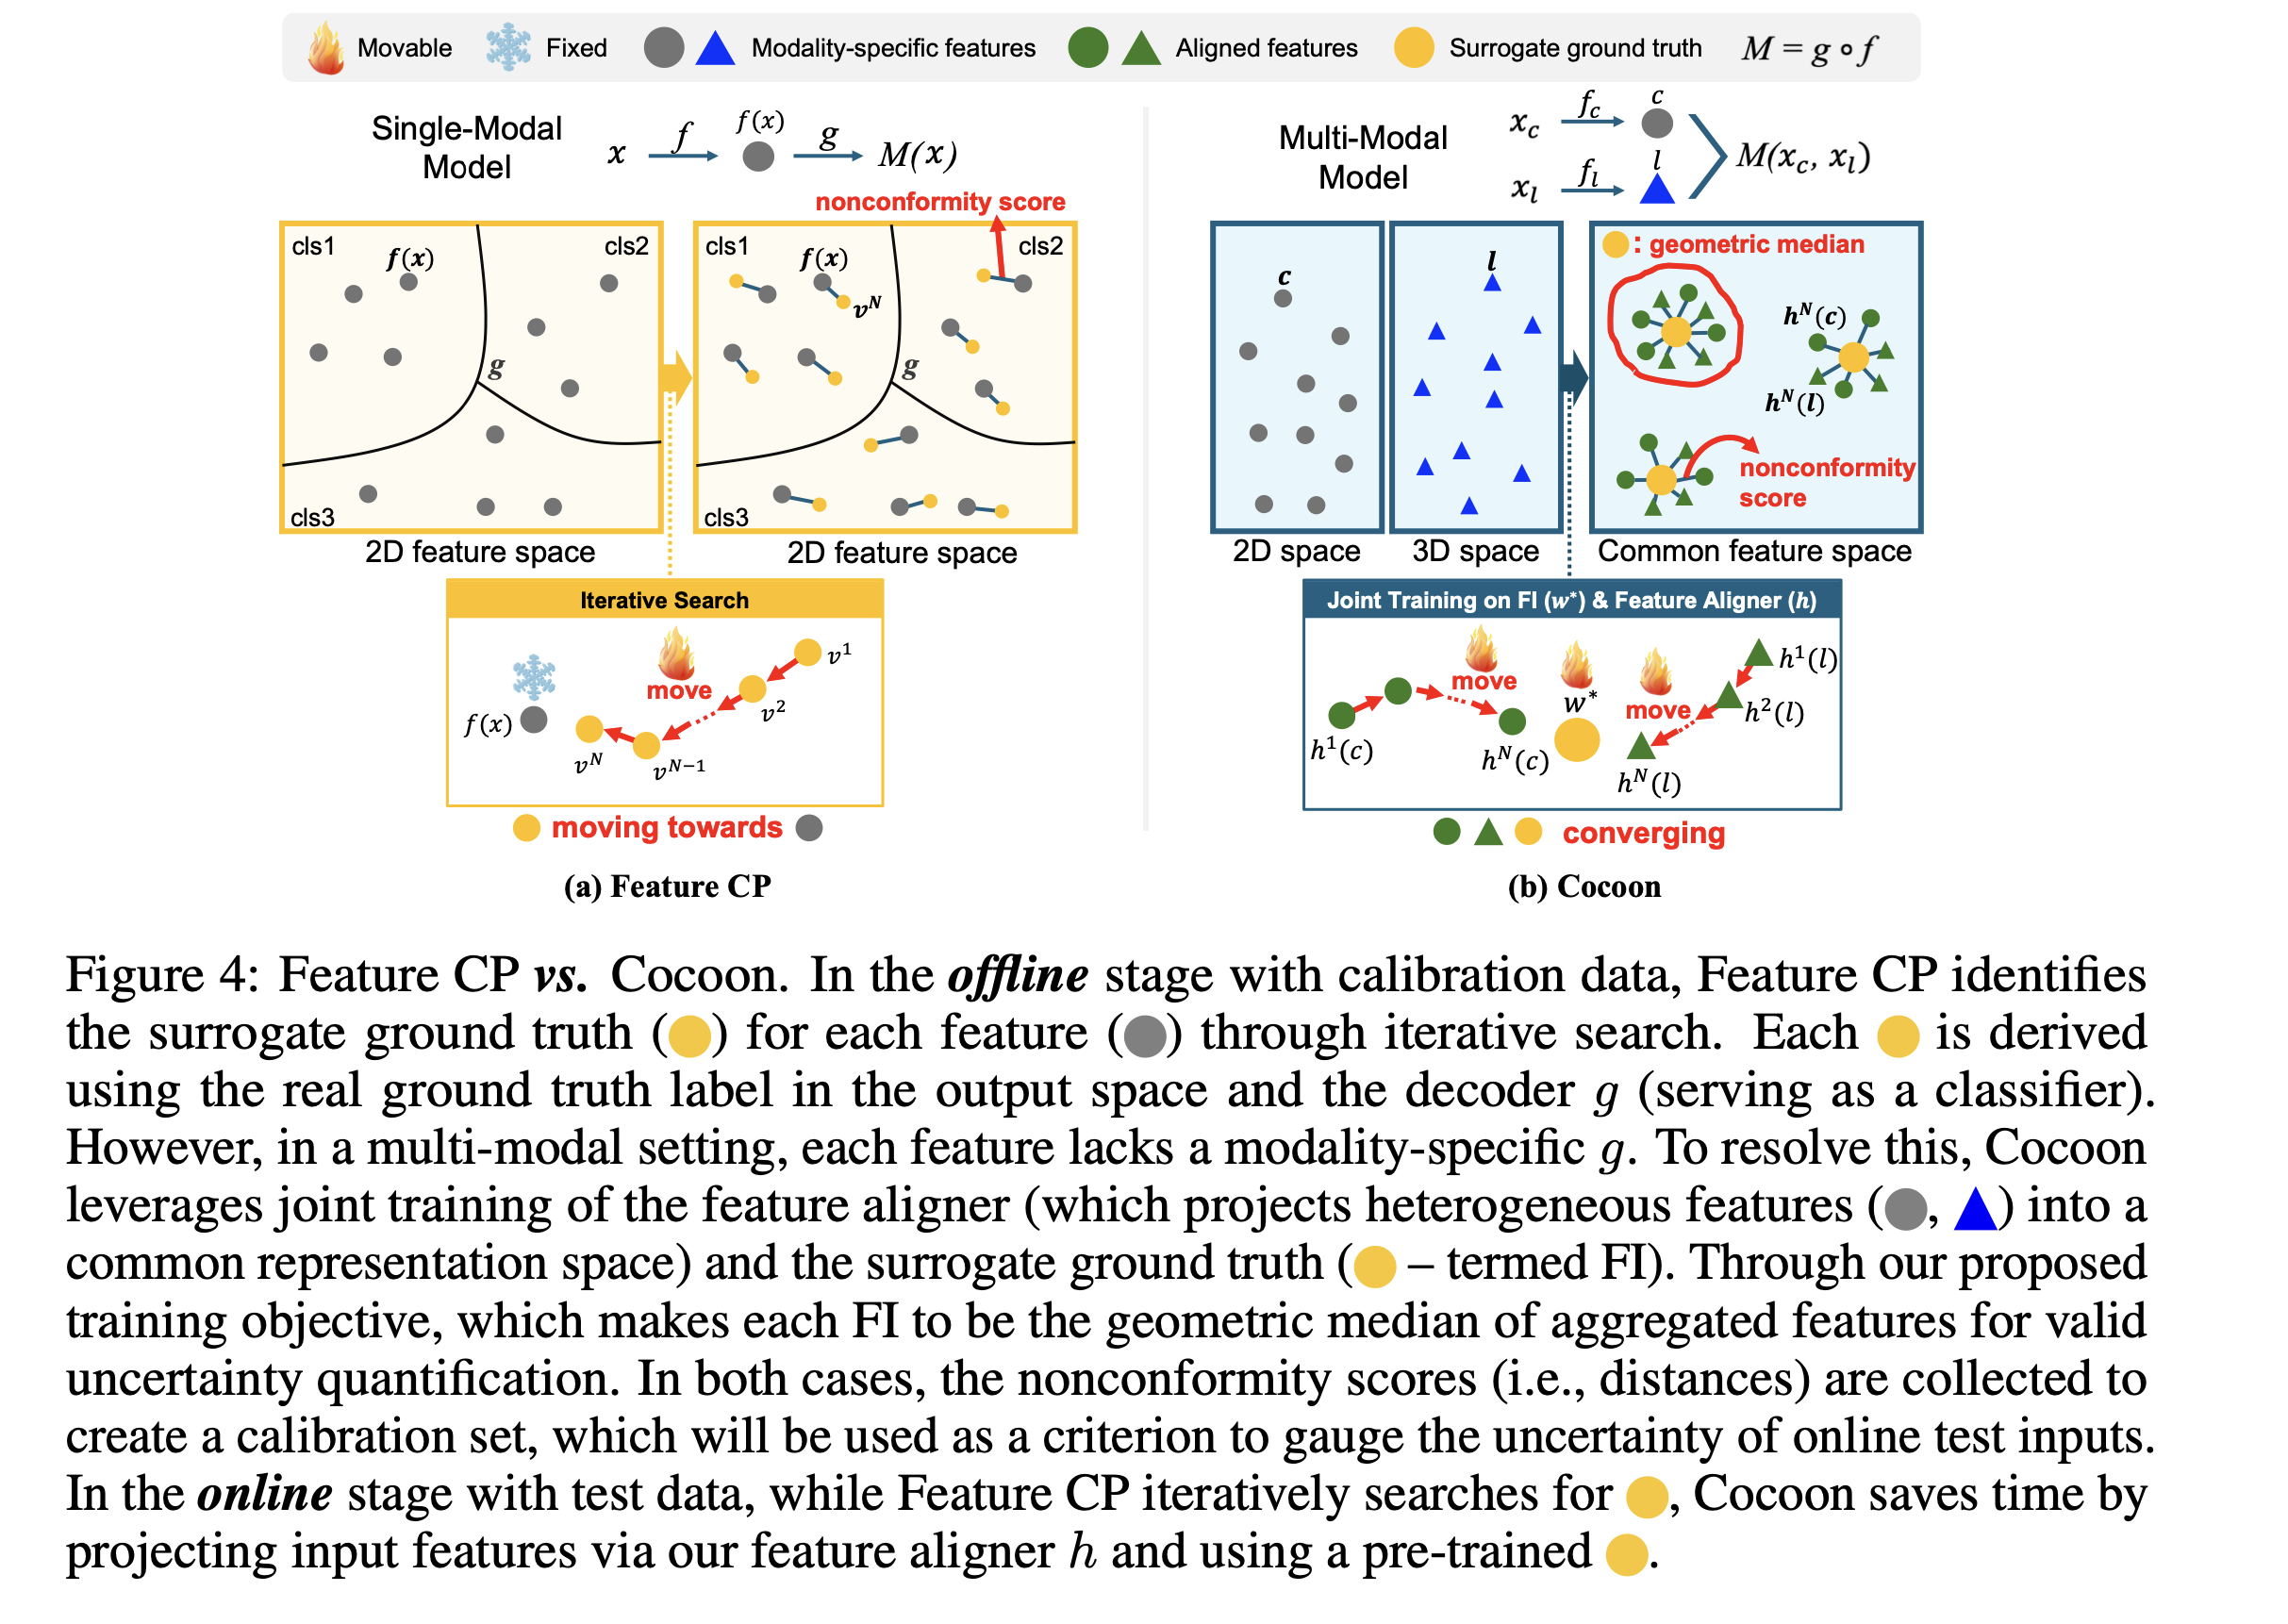 Movable Fixed Modality-specific features Aligned features Surrogate ground truth M = g ∘ f
Single-Modal
Model
x f f(x) g M(x)
nonconformity score
cls1 f(x) cls2
g
cls3
2D feature space
cls1 f(x) cls2
v^N
g
cls3
2D feature space
Iterative Search
f(x)
move
v^1
v^2
v^N
v^{N−1}
moving towards
(a) Feature CP
Multi-Modal
Model
x_c f_c c
x_l f_l l
M(x_c, x_l)
c
2D space
l
3D space
: geometric median
h^N(c)
h^N(l)
nonconformity
score
Common feature space
Joint Training on FI (w*) & Feature Aligner (h)
h^1(c)
move
h^N(c)
w*
move
h^1(l)
h^2(l)
h^N(l)
converging
(b) Cocoon
Figure 4: Feature CP vs. Cocoon. In the offline stage with calibration data, Feature CP identifies
the surrogate ground truth ( ) for each feature ( ) through iterative search. Each is derived
using the real ground truth label in the output space and the decoder g (serving as a classifier).
However, in a multi-modal setting, each feature lacks a modality-specific g. To resolve this, Cocoon
leverages joint training of the feature aligner (which projects heterogeneous features ( , ) into a
common representation space) and the surrogate ground truth ( – termed FI). Through our proposed
training objective, which makes each FI to be the geometric median of aggregated features for valid
uncertainty quantification. In both cases, the nonconformity scores (i.e., distances) are collected to
create a calibration set, which will be used as a criterion to gauge the uncertainty of online test inputs.
In the online stage with test data, while Feature CP iteratively searches for , Cocoon saves time by
projecting input features via our feature aligner h and using a pre-trained .